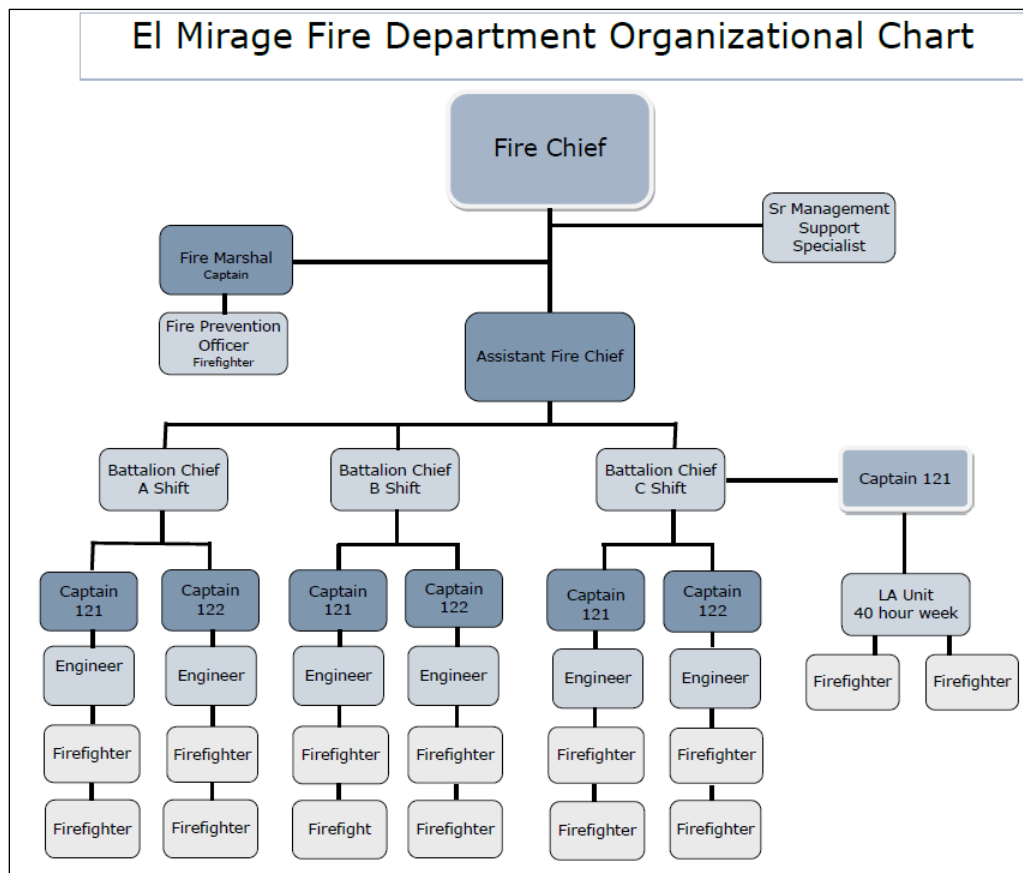 El Mirage Fire Department Organizational Chart
Fire Chief
Sr Management
Support
Specialist
Fire Marshal
Captain
Fire Prevention
Officer
Firefighter
Assistant Fire Chief
Battalion Chief
A Shift
Battalion Chief
B Shift
Battalion Chief
C Shift
Captain 121
Captain
121
Captain
122
Captain
121
Captain
122
Captain
121
Captain
122
LA Unit
40 hour week
Engineer
Engineer
Engineer
Engineer
Engineer
Engineer
Firefighter
Firefighter
Firefighter
Firefighter
Firefighter
Firefighter
Firefighter
Firefighter
Firefighter
Firefighter
Firefight
Firefighter
Firefighter
Firefighter